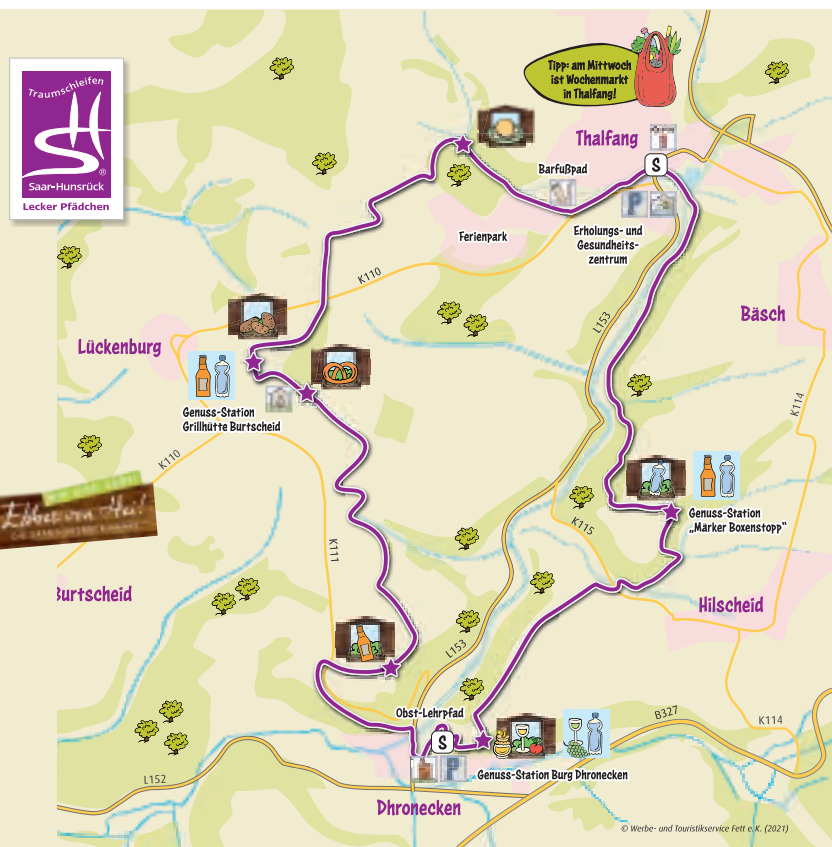 Traumschleifen
®
Saar-Hunsrück
Lecker Pfädchen
Tipp: am Mittwoch
ist Wochenmarkt
in Thalfang!
Thalfang
S
Barfußpad
P
Ferienpark
Erholungs- und
Gesundheits-
zentrum
K110
L153
Bäsch
Lückenburg
Genuss-Station
Grillhütte Burtscheid
K114
K110
Genuss-Station
„Märker Boxenstopp“
K115
K111
Burtscheid
Hilscheid
L153
Obst-Lehrpfad
S
P
B327
K114
Genuss-Station Burg Dhronecken
L152
Dhronecken
© Werbe- und Touristikservice Fett e. K. (2021)